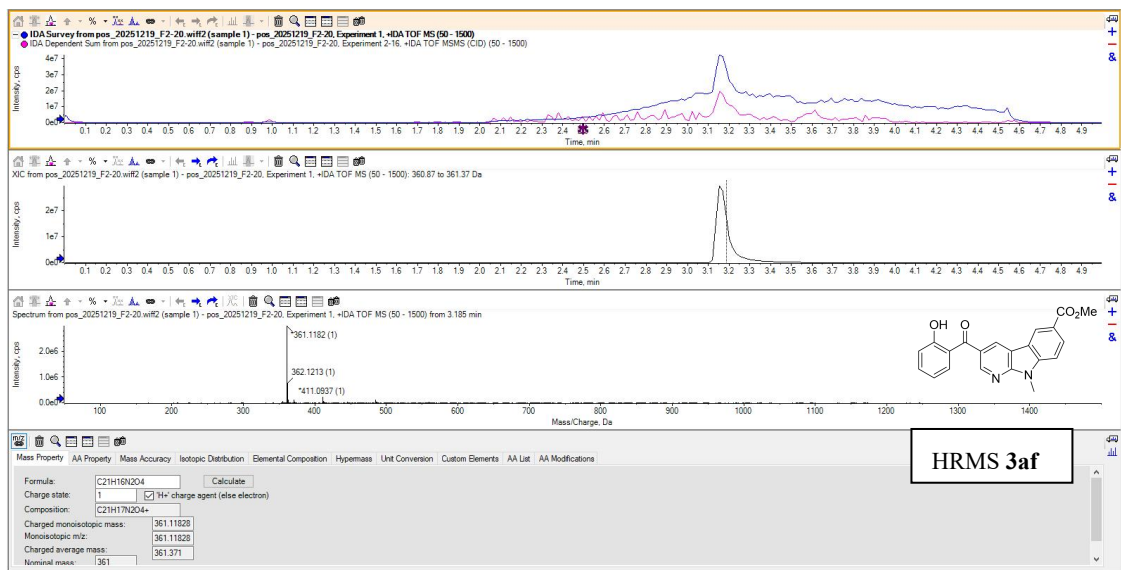 IDA Survey from pos_20251219_F2-20.wiff2 (sample 1) - pos_20251219_F2-20, Experiment 1, +IDA TOF MS (50 - 1500)
IDA Dependent Sum from pos_20251219_F2-20.wiff2 (sample 1) - pos_20251219_F2-20, Experiment 2-16, +IDA TOF MSMS (CID) (50 - 1500)
Intensity, cps
4e7
3e7
2e7
1e7
0e0
0.1 0.2 0.3 0.4 0.5 0.6 0.7 0.8 0.9 1.0 1.1 1.2 1.3 1.4 1.5 1.6 1.7 1.8 1.9 2.0 2.1 2.2 2.3 2.4 2.5 2.6 2.7 2.8 2.9 3.0 3.1 3.2 3.3 3.4 3.5 3.6 3.7 3.8 3.9 4.0 4.1 4.2 4.3 4.4 4.5 4.6 4.7 4.8 4.9
Time, min
XIC from pos_20251219_F2-20.wiff2 (sample 1) - pos_20251219_F2-20, Experiment 1, +IDA TOF MS (50 - 1500): 360.87 to 361.37 Da
Intensity, cps
2e7
1e7
0e0
0.1 0.2 0.3 0.4 0.5 0.6 0.7 0.8 0.9 1.0 1.1 1.2 1.3 1.4 1.5 1.6 1.7 1.8 1.9 2.0 2.1 2.2 2.3 2.4 2.5 2.6 2.7 2.8 2.9 3.0 3.1 3.2 3.3 3.4 3.5 3.6 3.7 3.8 3.9 4.0 4.1 4.2 4.3 4.4 4.5 4.6 4.7 4.8 4.9
Time, min
Spectrum from pos_20251219_F2-20.wiff2 (sample 1) - pos_20251219_F2-20, Experiment 1, +IDA TOF MS (50 - 1500) from 3.185 min
Intensity, cps
2.0e6
1.0e6
0.0e0
*361.1182 (1)
362.1213 (1)
*411.0937 (1)
OH
O
CO2Me
N
N
100 200 300 400 500 600 700 800 900 1000 1100 1200 1300 1400
Mass/Charge, Da
Mass Property AA Property Mass Accuracy Isotopic Distribution Elemental Composition Hypermass Unit Conversion Custom Elements AA List AA Modifications
HRMS 3af
Formula: C21H16N2O4 Calculate
Charge state: 1 'H+' charge agent (else electron)
Composition: C21H17N2O4+
Charged monoisotopic mass: 361.11828
Monoisotopic m/z: 361.11828
Charged average mass: 361.371
Nominal mass: 361